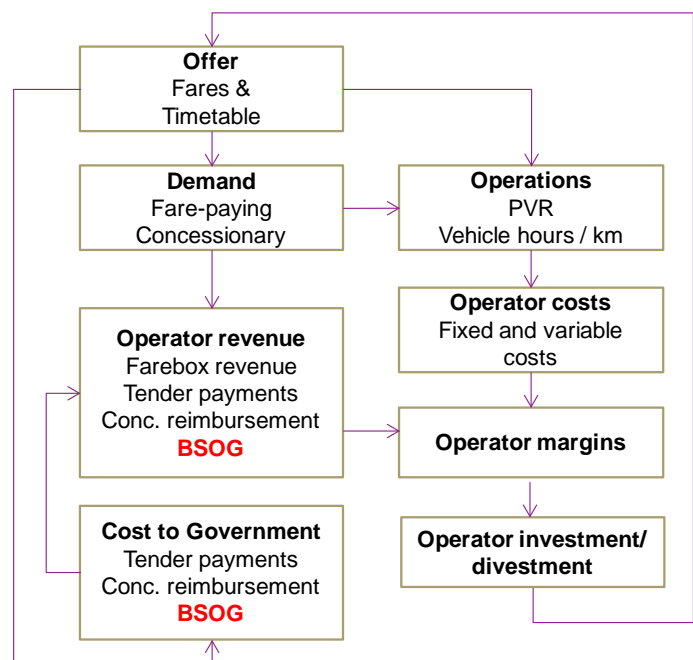 Offer
Fares &
Timetable
Demand
Fare-paying
Concessionary
Operations
PVR
Vehicle hours / km
Operator revenue
Farebox revenue
Tender payments
Conc. reimbursement
BSOG
Operator costs
Fixed and variable
costs
Operator margins
Cost to Government
Tender payments
Conc. reimbursement
BSOG
Operator investment/
divestment